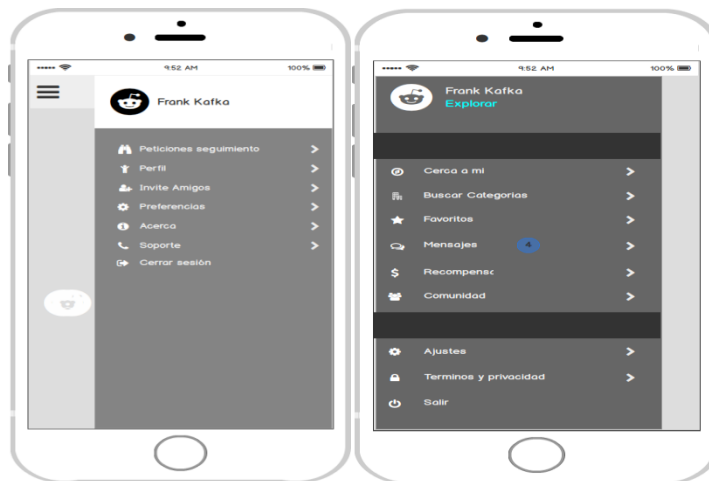 9:52 AM
100%
Frank Kafka
Peticiones seguimiento
Perfil
Invite Amigos
Preferencias
Acerca
Soporte
Cerrar sesión
9:52 AM
100%
Frank Kafka
Explorar
Cerca a mi
Buscar Categorias
Favoritos
Mensajes 4
$ Recompensc
Comunidad
Ajustes
Terminos y privacidad
Salir